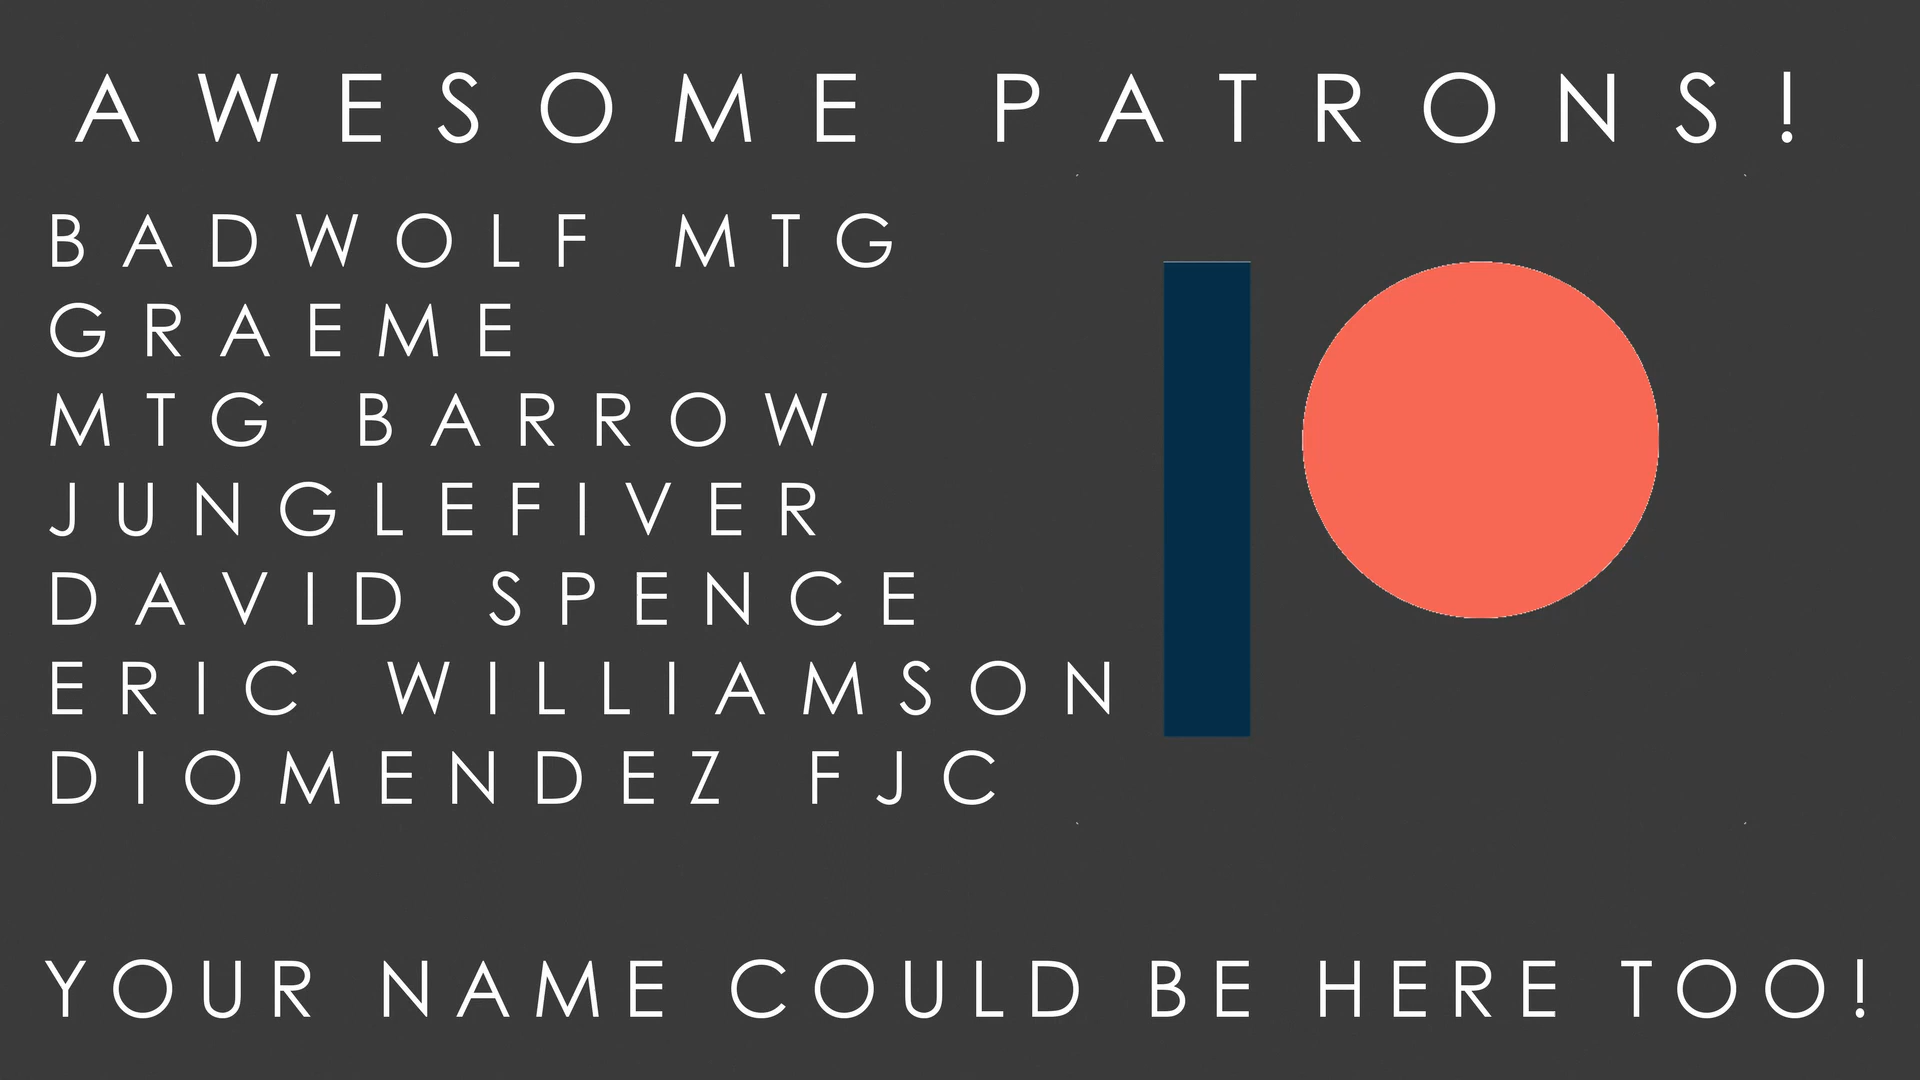 AWESOME PATRONS!
BADWOLF MTG
GRAEME
MTG BARROW
JUNGLEFIVER
DAVID SPENCE
ERIC WILLIAMSON
DIOMENDEZ FJC
YOUR NAME COULD BE HERE TOO!